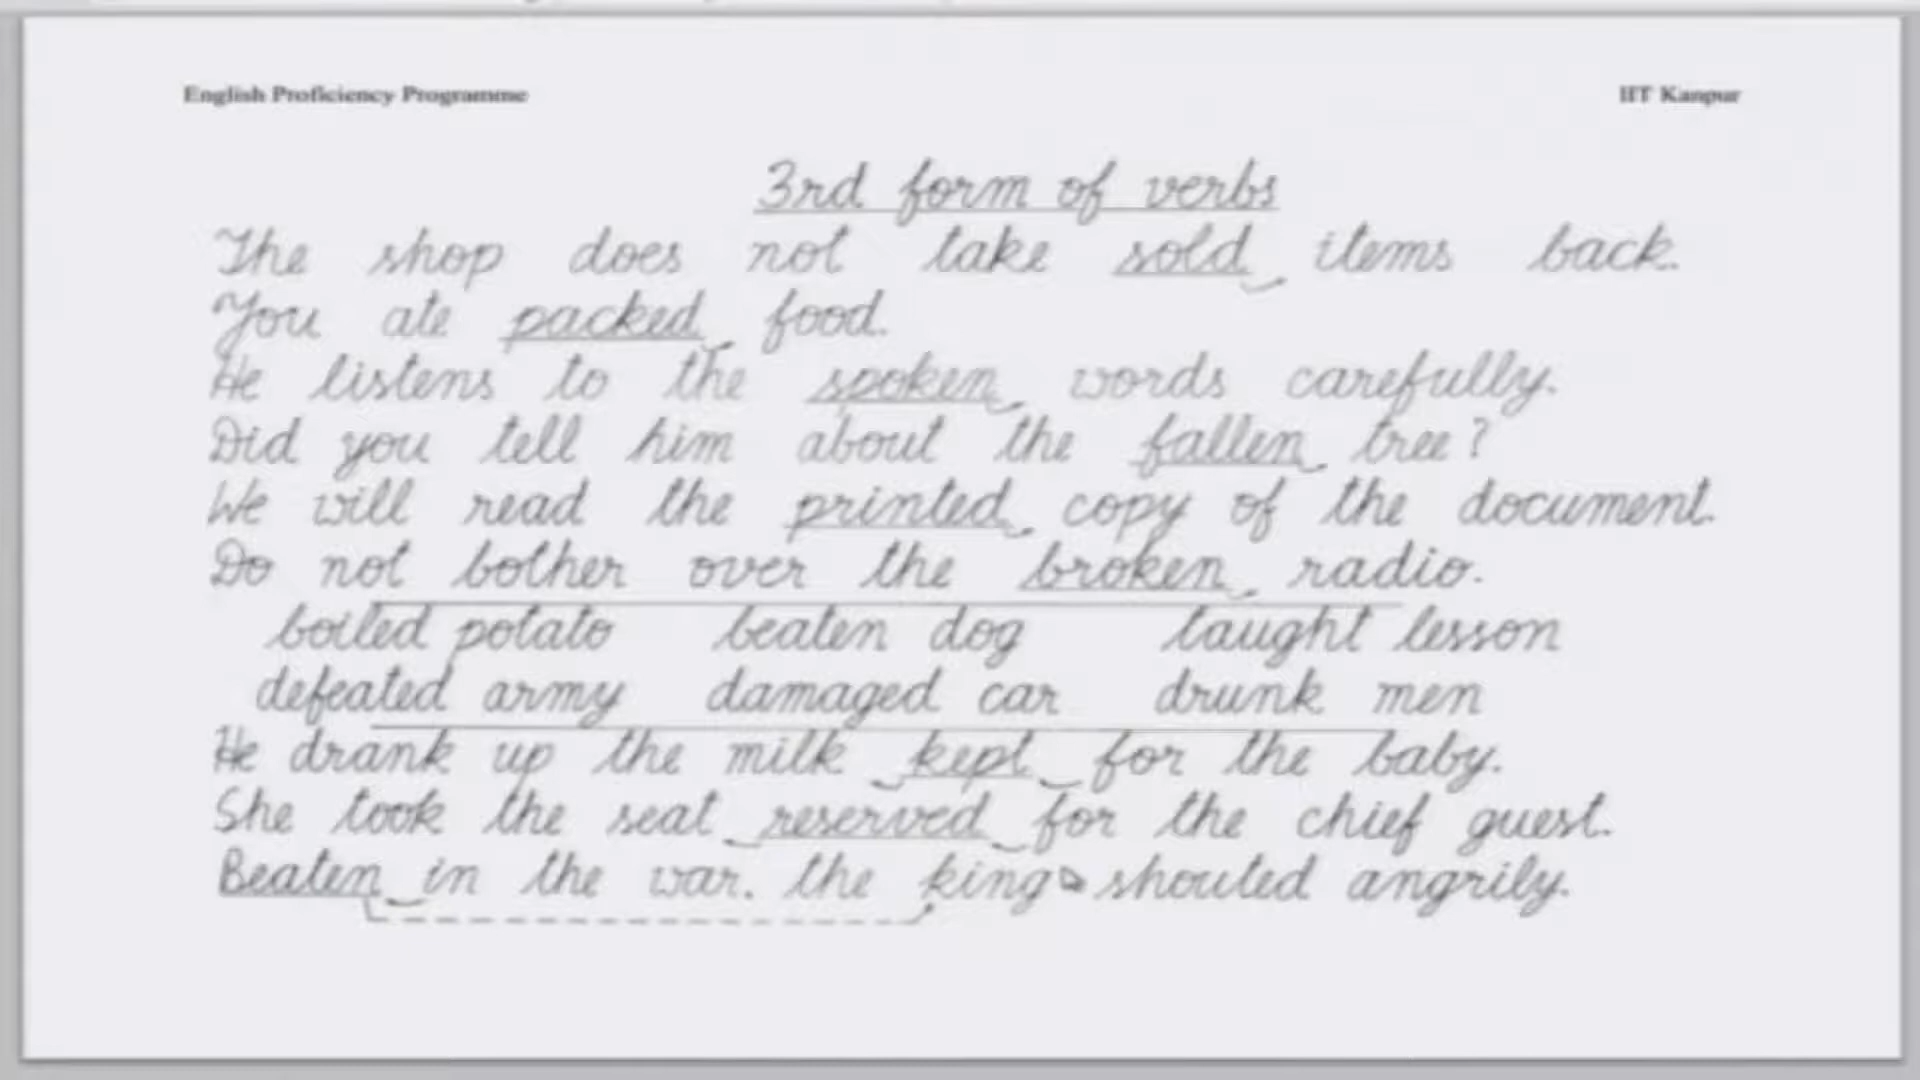 English Proficiency Programme IIT Kanpur
3rd form of verbs
The shop does not take sold items back.
You ate packed food.
He listens to the spoken words carefully.
Did you tell him about the fallen tree?
We will read the printed copy of the document.
Do not bother over the broken radio.
boiled potato beaten dog taught lesson
defeated army damaged car drunk men
He drank up the milk kept for the baby.
She took the seat reserved for the chief guest.
Beaten in the war. the king shouted angrily.